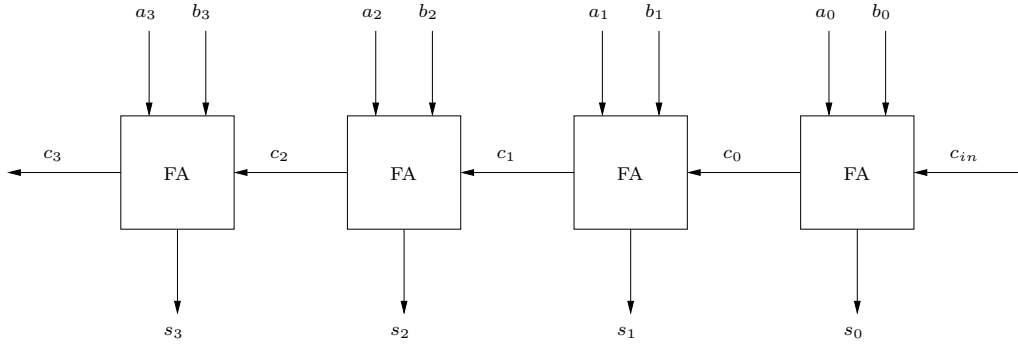 a3 b3 a2 b2 a1 b1 a0 b0
c3 c2 c1 c0 cin
FA FA FA FA
s3 s2 s1 s0